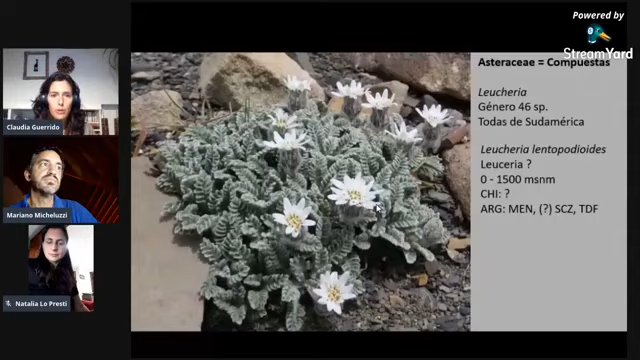 Powered by
StreamYard
Asteraceae = Compuestas
Leucheria
Género 46 sp.
Todas de Sudamérica
Leucheria lentopodioides
Leuceria ?
0 - 1500 msnm
CHI: ?
ARG: MEN, (?) SCZ, TDF
Claudia Guerrido
Mariano Micheluzzi
Natalia Lo Presti